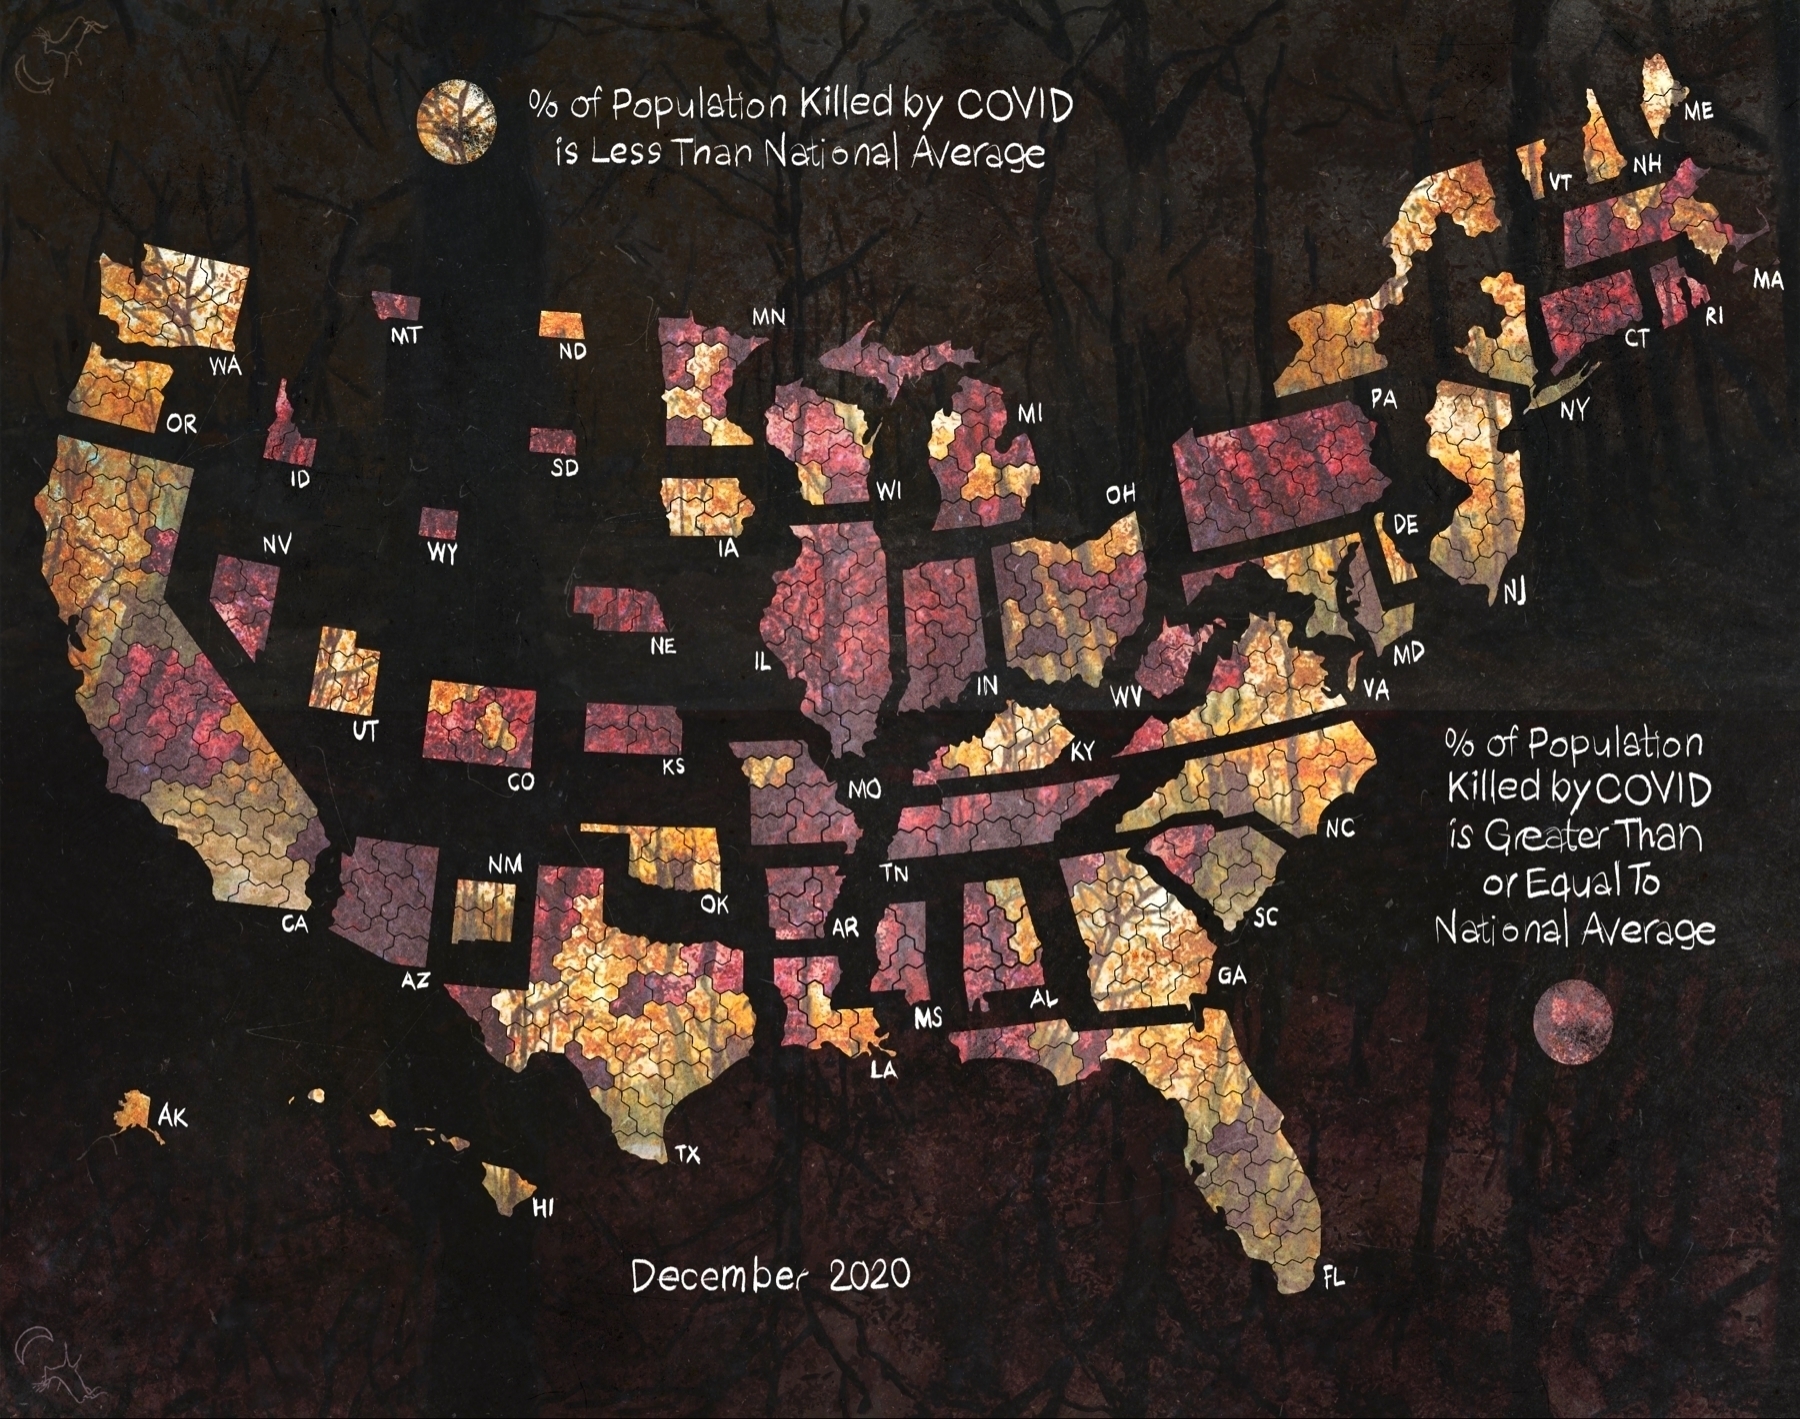 % of Population Killed by COVID
is Less Than National Average
ME
NH
VT
MA
RI
CT
NY
PA
MN
MT
ND
WA
OR
ID
SD
MI
WI
OH
DE
IA
WY
NV
NJ
NE
IL
IN
WV
MD
VA
UT
CO
KS
KY
MO
% of Population
Killed by COVID
is Greater Than
or Equal To
National Average
NC
TN
NM
OK
AR
SC
CA
AZ
GA
AL
MS
LA
AK
TX
HI
FL
December 2020